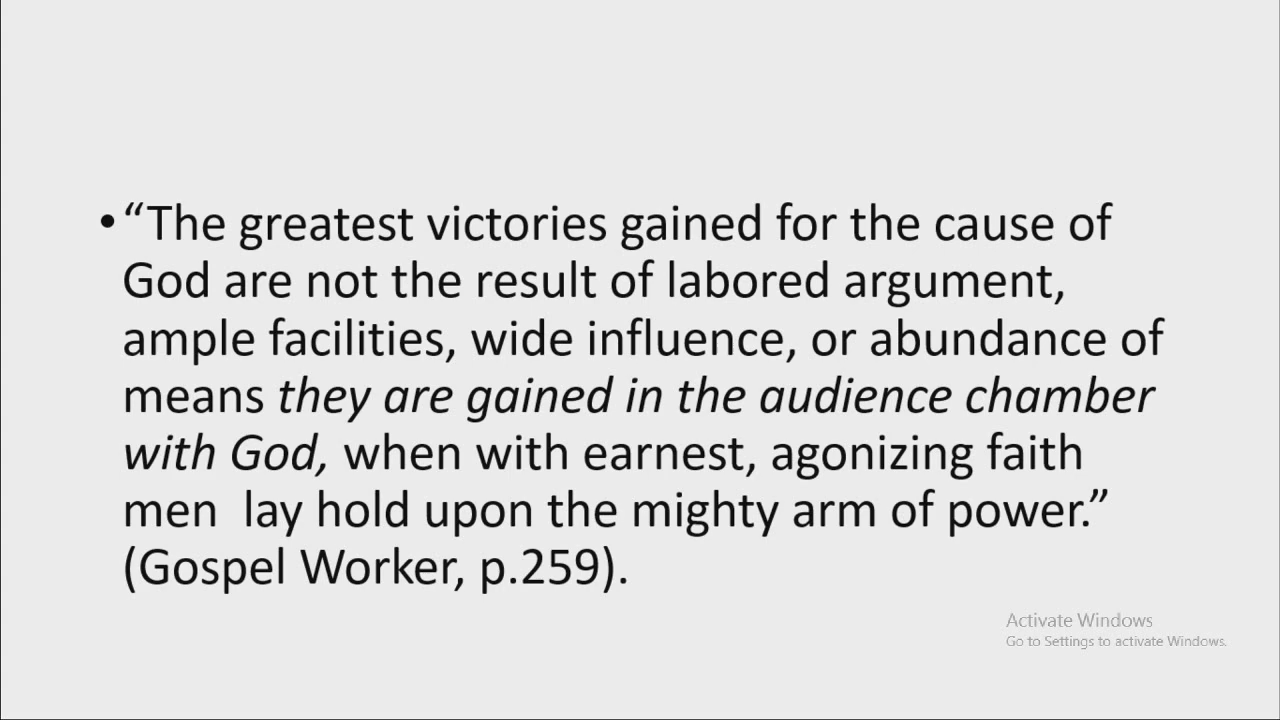 • “The greatest victories gained for the cause of
God are not the result of labored argument,
ample facilities, wide influence, or abundance of
means they are gained in the audience chamber
with God, when with earnest, agonizing faith
men  lay hold upon the mighty arm of power.”
(Gospel Worker, p.259).
Activate Windows
Go to Settings to activate Windows.